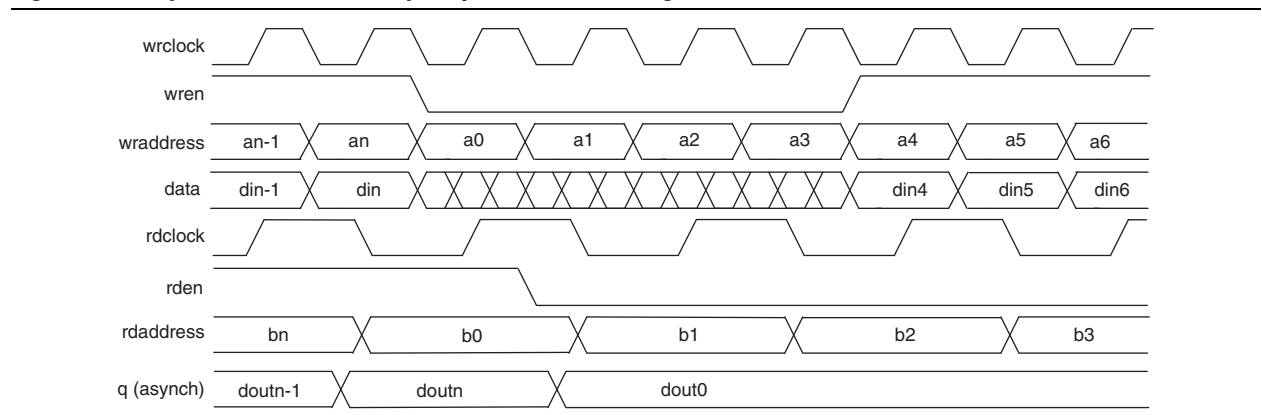 wrclock
wren
wraddress an-1 an a0 a1 a2 a3 a4 a5 a6
data din-1 din din4 din5 din6
rdclock
rden
rdaddress bn b0 b1 b2 b3
q (asynch) doutn-1 doutn dout0